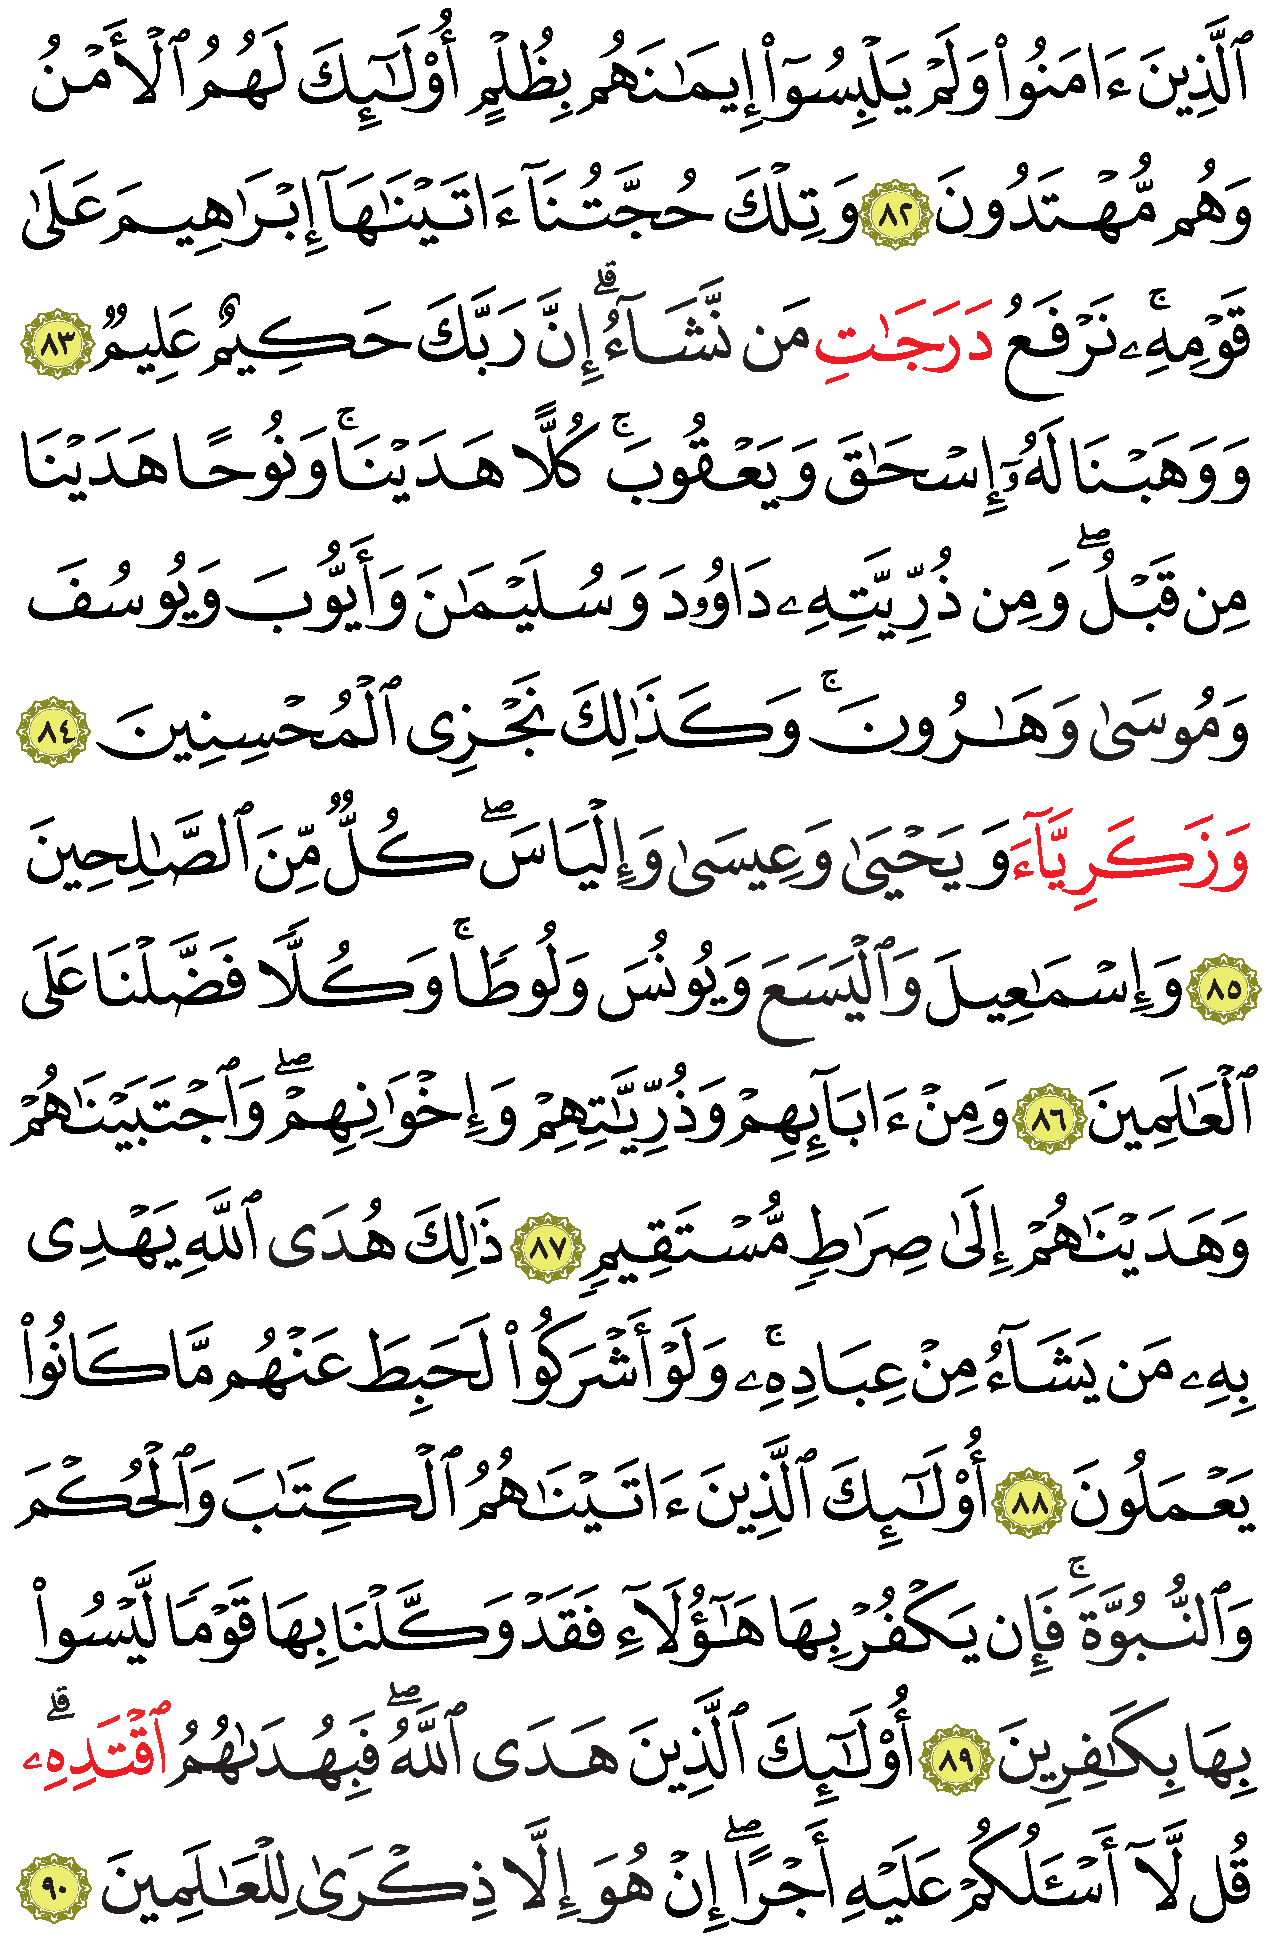 ٱلَّذِينَ ءَامَنُوا۟ وَلَمْ يَلْبِسُوٓا۟ إِيمَـٰنَهُم بِظُلْمٍ أُو۟لَـٰٓئِكَ لَهُمُ ٱلْأَمْنُ
وَهُم مُّهْتَدُونَ ٨٢ وَتِلْكَ حُجَّتُنَآ ءَاتَيْنَـٰهَآ إِبْرَٰهِيمَ عَلَىٰ
قَوْمِهِۦۚ نَرْفَعُ دَرَجَـٰتِ مَن نَّشَآءُۗ إِنَّ رَبَّكَ حَكِيمٌ عَلِيمٌ ٨٣
وَوَهَبْنَا لَهُۥٓ إِسْحَـٰقَ وَيَعْقُوبَۚ كُلًّا هَدَيْنَاۚ وَنُوحًا هَدَيْنَا
مِن قَبْلُۖ وَمِن ذُرِّيَّتِهِۦ دَاوُۥدَ وَسُلَيْمَـٰنَ وَأَيُّوبَ وَيُوسُفَ
وَمُوسَىٰ وَهَـٰرُونَۚ وَكَذَٰلِكَ نَجْزِى ٱلْمُحْسِنِينَ ٨٤
وَزَكَرِيَّآءَ وَيَحْيَىٰ وَعِيسَىٰ وَإِلْيَاسَۖ كُلٌّ مِّنَ ٱلصَّـٰلِحِينَ
٨٥ وَإِسْمَـٰعِيلَ وَٱلْيَسَعَ وَيُونُسَ وَلُوطًاۚ وَكُلًّا فَضَّلْنَا عَلَى
ٱلْعَـٰلَمِينَ ٨٦ وَمِنْ ءَابَآئِهِمْ وَذُرِّيَّـٰتِهِمْ وَإِخْوَٰنِهِمْۖ وَٱجْتَبَيْنَـٰهُمْ
وَهَدَيْنَـٰهُمْ إِلَىٰ صِرَٰطٍ مُّسْتَقِيمٍ ٨٧ ذَٰلِكَ هُدَى ٱللَّهِ يَهْدِى
بِهِۦ مَن يَشَآءُ مِنْ عِبَادِهِۦۚ وَلَوْ أَشْرَكُوا۟ لَحَبِطَ عَنْهُم مَّا كَانُوا۟
يَعْمَلُونَ ٨٨ أُو۟لَـٰٓئِكَ ٱلَّذِينَ ءَاتَيْنَـٰهُمُ ٱلْكِتَـٰبَ وَٱلْحُكْمَ
وَٱلنُّبُوَّةَۚ فَإِن يَكْفُرْ بِهَا هَـٰٓؤُلَآءِ فَقَدْ وَكَّلْنَا بِهَا قَوْمًا لَّيْسُوا۟
بِهَا بِكَـٰفِرِينَ ٨٩ أُو۟لَـٰٓئِكَ ٱلَّذِينَ هَدَى ٱللَّهُۖ فَبِهُدَىٰهُمُ ٱقْتَدِهِۦۗ
قُل لَّآ أَسْـَٔلُكُمْ عَلَيْهِ أَجْرًاۖ إِنْ هُوَ إِلَّا ذِكْرَىٰ لِلْعَـٰلَمِينَ ٩٠